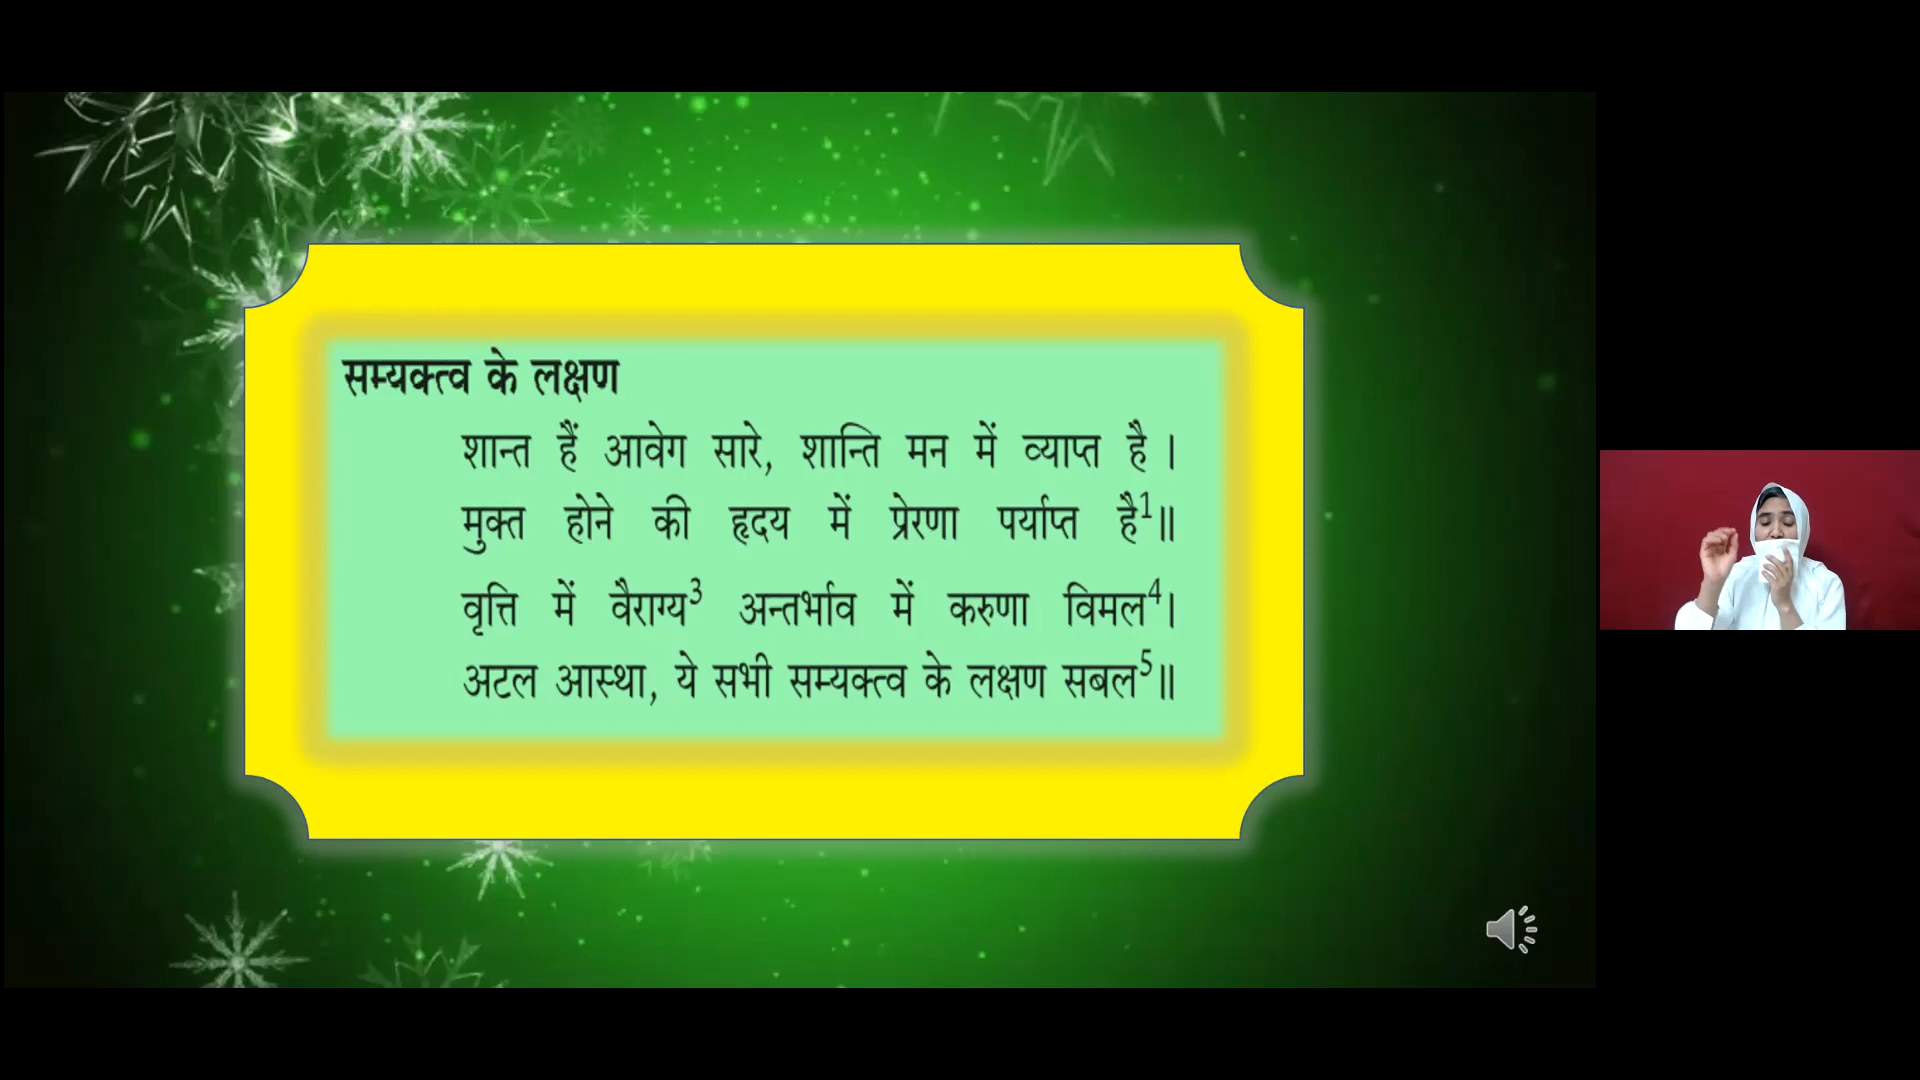 सम्यक्त्व के लक्षण
शान्त हैं आवेग सारे, शान्ति मन में व्याप्त है ।
मुक्त होने की हृदय में प्रेरणा पर्याप्त है¹॥
वृत्ति में वैराग्य³ अन्तर्भाव में करुणा विमल⁴।
अटल आस्था, ये सभी सम्यक्त्व के लक्षण सबल⁵॥